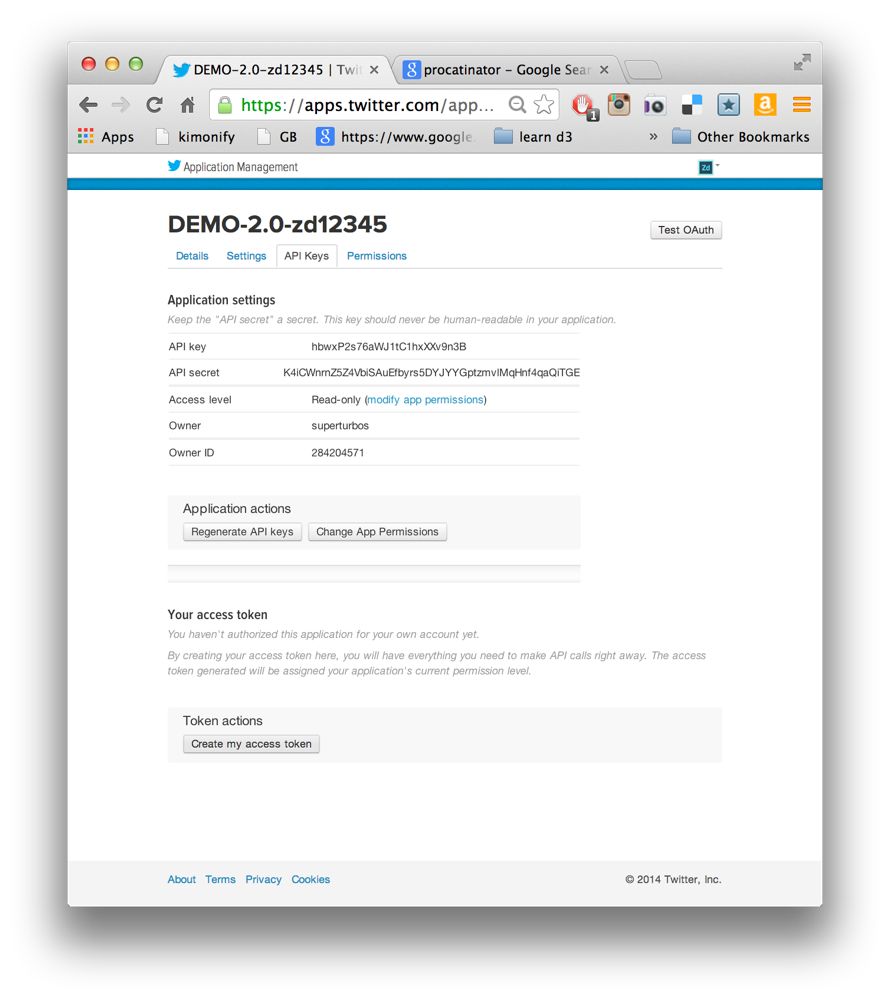 DEMO-2.0-zd12345 | Twit
procatinator – Google Sear
https://apps.twitter.com/app...
1
Apps kimonify GB https://www.google. learn d3 » Other Bookmarks
Application Management
Zd
DEMO-2.0-zd12345
Test OAuth
Details Settings API Keys Permissions
Application settings
Keep the "API secret" a secret. This key should never be human-readable in your application.
API key hbwxP2s76aWJ1tC1hxXXv9n3B
API secret K4iCWnrnZ5Z4VbiSAuEfbyrs5DYJYYGptzmvIMqHnf4qaQiTGE
Access level Read-only (modify app permissions)
Owner superturbos
Owner ID 284204571
Application actions
Regenerate API keys Change App Permissions
Your access token
You haven't authorized this application for your own account yet.
By creating your access token here, you will have everything you need to make API calls right away. The access
token generated will be assigned your application's current permission level.
Token actions
Create my access token
About Terms Privacy Cookies © 2014 Twitter, Inc.